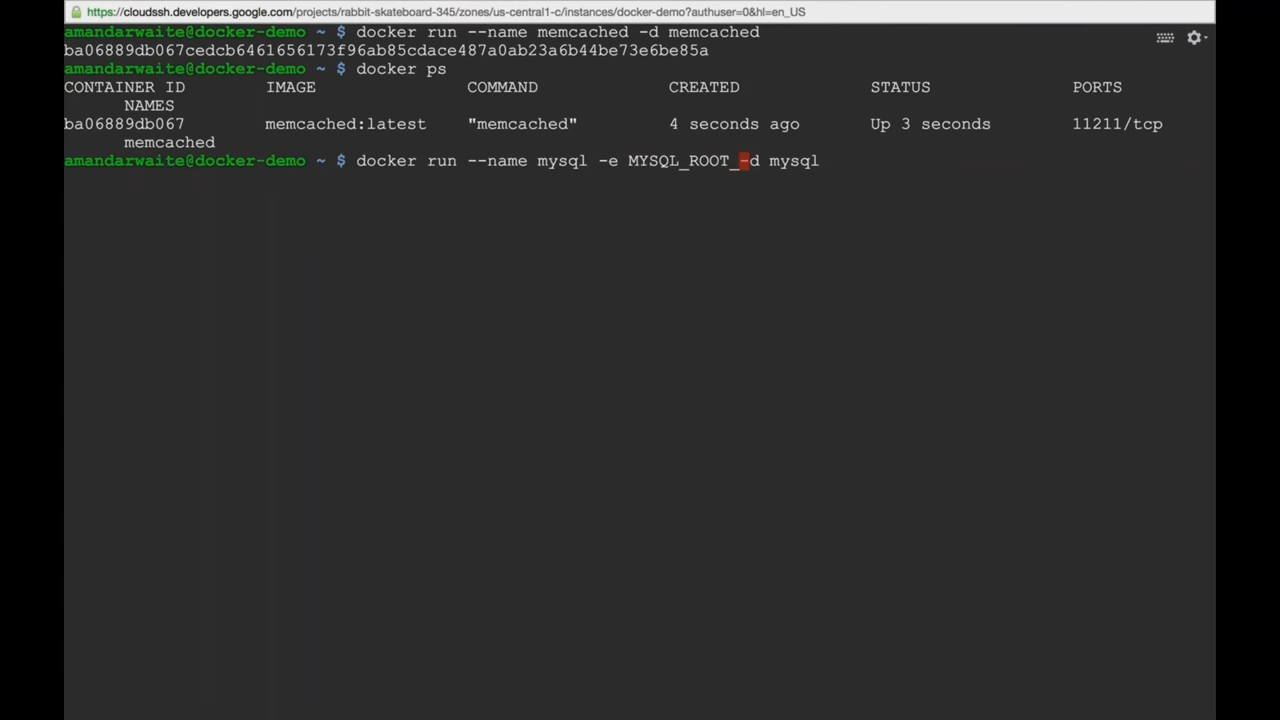 https://cloudssh.developers.google.com/projects/rabbit-skateboard-345/zones/us-central1-c/instances/docker-demo?authuser=0&hl=en_US
amandarwaite@docker-demo ~ $ docker run --name memcached -d memcached
ba06889db067cedcb6461656173f96ab85cdace487a0ab23a6b44be73e6be85a
amandarwaite@docker-demo ~ $ docker ps
CONTAINER ID IMAGE COMMAND CREATED STATUS PORTS
NAMES
ba06889db067 memcached:latest "memcached" 4 seconds ago Up 3 seconds 11211/tcp
memcached
amandarwaite@docker-demo ~ $ docker run --name mysql -e MYSQL_ROOT_-d mysql